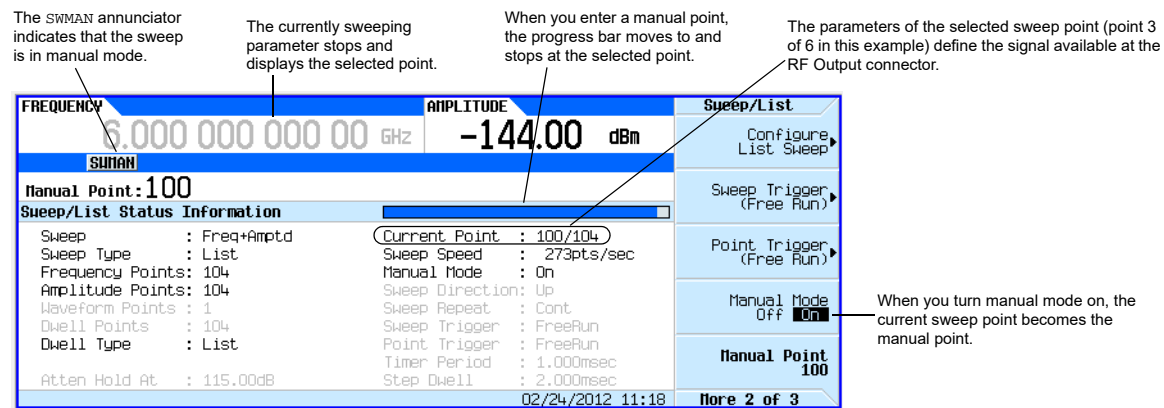 The SWMAN annunciator
indicates that the sweep
is in manual mode.
The currently sweeping
parameter stops and
displays the selected point.
When you enter a manual point,
the progress bar moves to and
stops at the selected point.
The parameters of the selected sweep point (point 3
of 6 in this example) define the signal available at the
RF Output connector.
FREQUENCY
6.000 000 000 00 GHz
AMPLITUDE
-144.00 dBm
SWMAN
Manual Point:100
Sweep/List Status Information
Sweep : Freq+Amptd
Sweep Type : List
Frequency Points: 104
Amplitude Points: 104
Waveform Points : 1
Dwell Points : 104
Dwell Type : List
Atten Hold At : 115.00dB
Current Point : 100/104
Sweep Speed : 273pts/sec
Manual Mode : On
Sweep Direction: Up
Sweep Repeat : Cont
Sweep Trigger : FreeRun
Point Trigger : FreeRun
Timer Period : 1.000msec
Step Dwell : 2.000msec
02/24/2012 11:18
Sweep/List
Configure
List Sweep
Sweep Trigger
(Free Run)
Point Trigger
(Free Run)
Manual Mode
Off On
Manual Point
100
More 2 of 3
When you turn manual mode on, the
current sweep point becomes the
manual point.